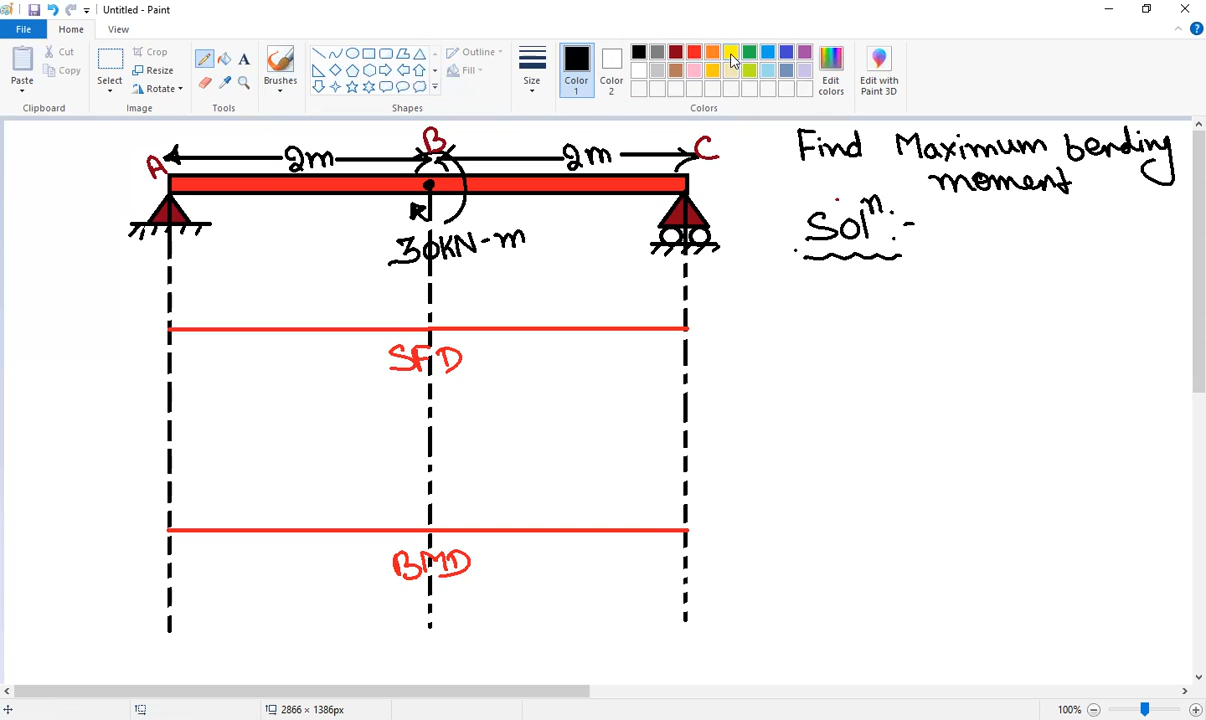 Untitled - Paint
File
Home
View
Cut
Copy
Paste
Clipboard
Select
Crop
Resize
Rotate
Image
Tools
Brushes
Shapes
Outline
Fill
Size
Color
1
Color
2
Edit
colors
Colors
Edit with
Paint 3D
A
2m
B
2m
C
30KN-m
SFD
BMD
Find Maximum bending
moment
Solⁿ :-
2866 × 1386px
100%